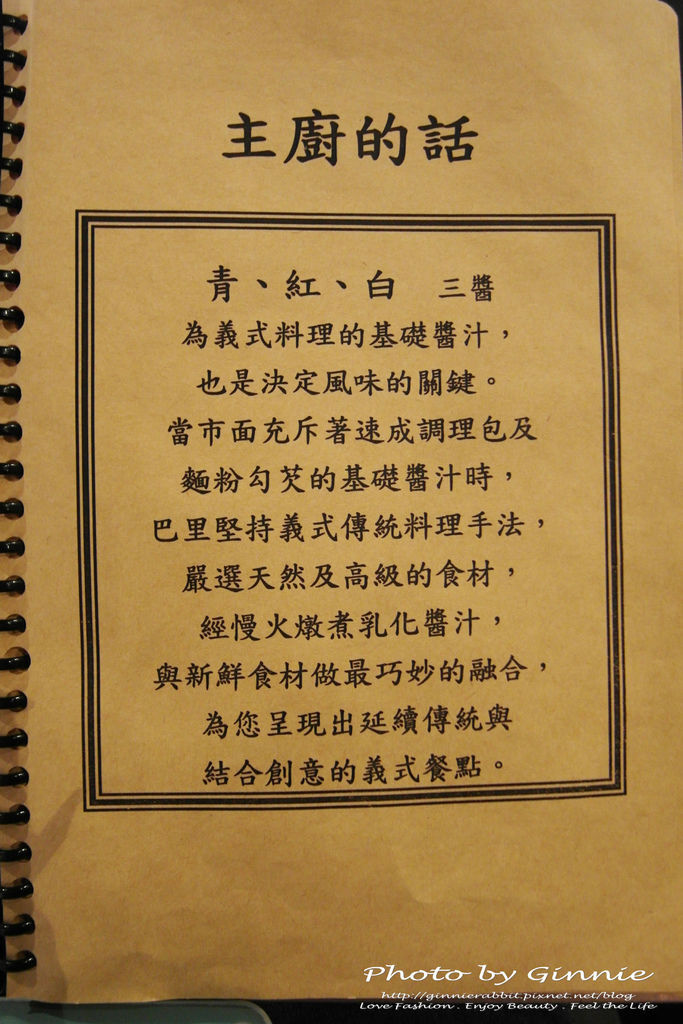 主廚的話
青、紅、白 三醬
為義式料理的基礎醬汁，
也是決定風味的關鍵。
當市面充斥著速成調理包及
麵粉勾芡的基礎醬汁時，
巴里堅持義式傳統料理手法，
嚴選天然及高級的食材，
經慢火燉煮乳化醬汁，
與新鮮食材做最巧妙的融合，
為您呈現出延續傳統與
結合創意的義式餐點。
Photo by Ginnie
http://ginnierabbit.pixnet.net/blog
Love Fashion . Enjoy Beauty . Feel the Life